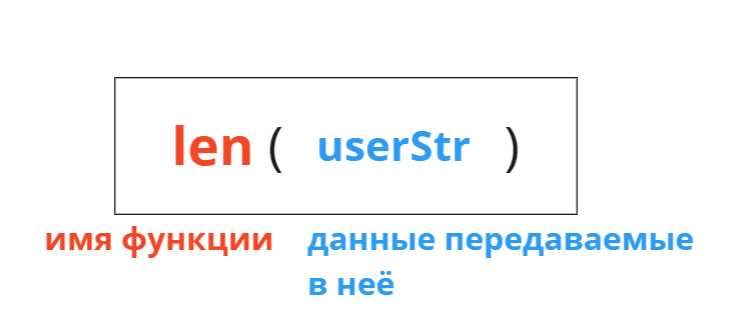 len ( userStr )
имя функции данные передаваемые
в неё